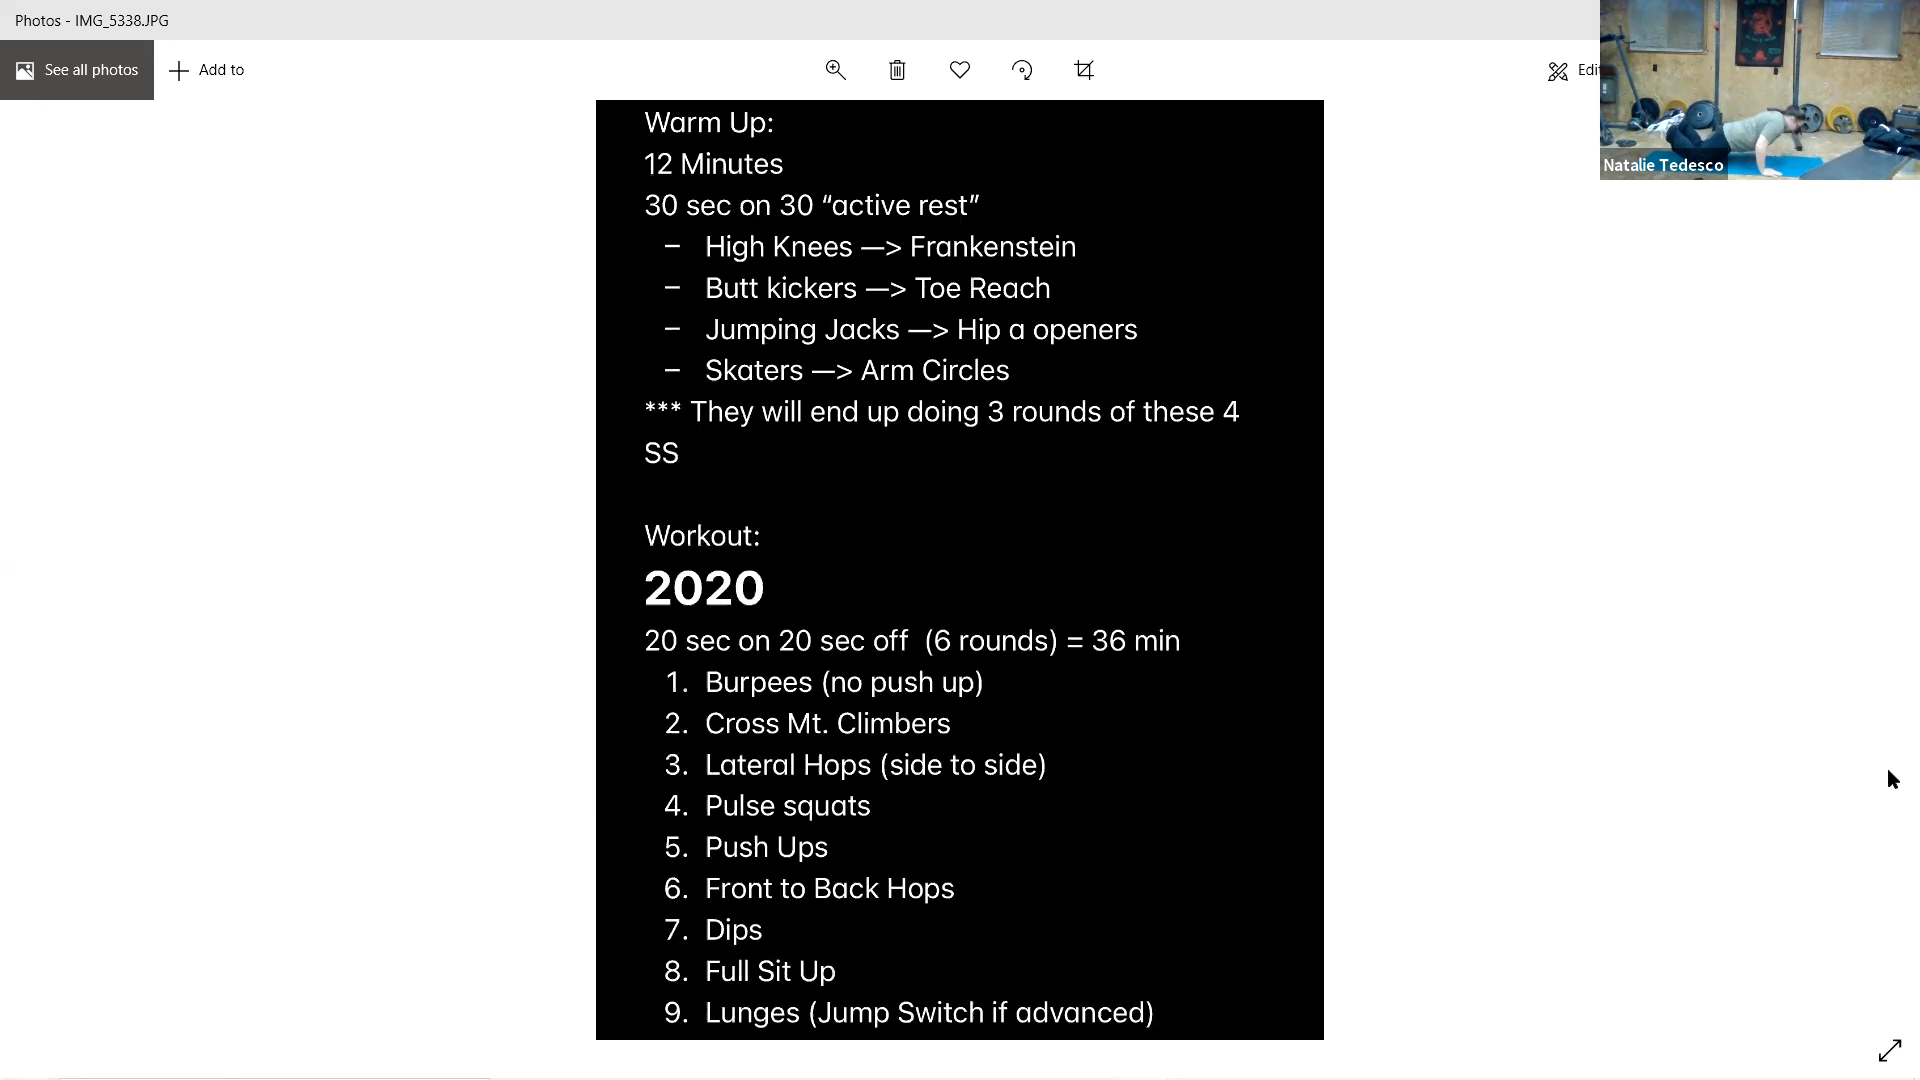 Photos - IMG_5338.JPG
See all photos
Add to
Edi
Natalie Tedesco
Warm Up:
12 Minutes
30 sec on 30 “active rest”
– High Knees —> Frankenstein
– Butt kickers —> Toe Reach
– Jumping Jacks —> Hip a openers
– Skaters —> Arm Circles
*** They will end up doing 3 rounds of these 4
SS
Workout:
2020
20 sec on 20 sec off (6 rounds) = 36 min
1. Burpees (no push up)
2. Cross Mt. Climbers
3. Lateral Hops (side to side)
4. Pulse squats
5. Push Ups
6. Front to Back Hops
7. Dips
8. Full Sit Up
9. Lunges (Jump Switch if advanced)